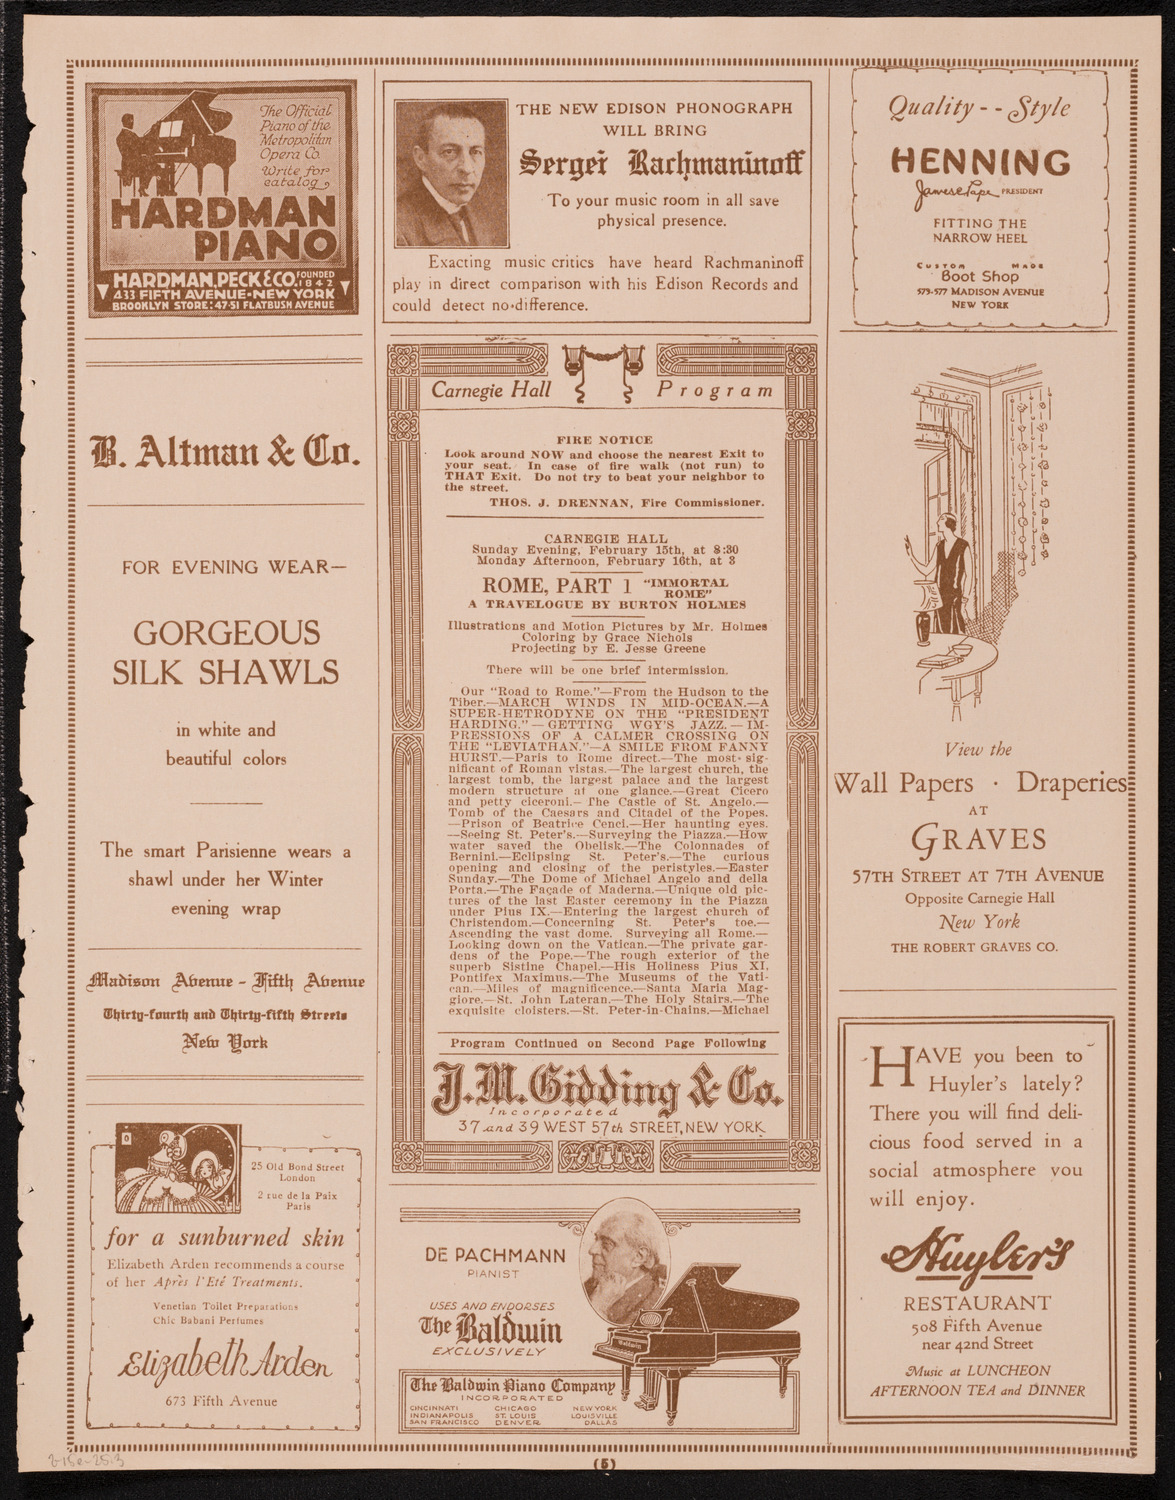 The Official
Piano of the
Metropolitan
Opera Co.
Write for
catalog
HARDMAN
PIANO
HARDMAN, PECK & CO. FOUNDED 1842
433 FIFTH AVENUE-NEW YORK
BROOKLYN STORE: 47-51 FLATBUSH AVENUE
B. Altman & Co.
FOR EVENING WEAR—
GORGEOUS
SILK SHAWLS
in white and
beautiful colors
The smart Parisienne wears a
shawl under her Winter
evening wrap
Madison Avenue - Fifth Avenue
Thirty-fourth and Thirty-fifth Streets
New York
25 Old Bond Street
London
2 rue de la Paix
Paris
for a sunburned skin
Elizabeth Arden recommends a course
of her Après l'Eté Treatments.
Venetian Toilet Preparations
Chic Babani Perfumes
Elizabeth Arden
673 Fifth Avenue
THE NEW EDISON PHONOGRAPH
WILL BRING
Sergei Rachmaninoff
To your music room in all save
physical presence.
Exacting music critics have heard Rachmaninoff
play in direct comparison with his Edison Records and
could detect no difference.
Carnegie Hall Program
FIRE NOTICE
Look around NOW and choose the nearest Exit to
your seat. In case of fire walk (not run) to
THAT Exit. Do not try to beat your neighbor to
the street.
THOS. J. DRENNAN, Fire Commissioner.
CARNEGIE HALL
Sunday Evening, February 15th, at 8:30
Monday Afternoon, February 16th, at 3
ROME, PART 1 "IMMORTAL
ROME"
A TRAVELOGUE BY BURTON HOLMES
Illustrations and Motion Pictures by Mr. Holmes
Coloring by Grace Nichols
Projecting by E. Jesse Greene
There will be one brief intermission.
Our "Road to Rome."—From the Hudson to the
Tiber.—MARCH WINDS IN MID-OCEAN.—A
SUPER-HETRODYNE ON THE "PRESIDENT
HARDING."—GETTING WGY'S JAZZ.—IM-
PRESSIONS OF A CALMER CROSSING ON
THE "LEVIATHAN."—A SMILE FROM FANNY
HURST.—Paris to Rome direct.—The most sig-
nificant of Roman vistas.—The largest church, the
largest tomb, the largest palace and the largest
modern structure at one glance.—Great Cicero
and petty ciceroni.—The Castle of St. Angelo.—
Tomb of the Caesars and Citadel of the Popes.
—Prison of Beatrice Cenci.—Her haunting eyes.
—Seeing St. Peter's.—Surveying the Piazza.—How
water saved the Obelisk.—The Colonnades of
Bernini.—Eclipsing St. Peter's.—The curious
opening and closing of the peristyles.—Easter
Sunday.—The Dome of Michael Angelo and della
Porta.—The Façade of Maderna.—Unique old pic-
tures of the last Easter ceremony in the Piazza
under Pius IX.—Entering the largest church of
Christendom.—Concerning St. Peter's toe.—
Ascending the vast dome. Surveying all Rome.—
Looking down on the Vatican.—The private gar-
dens of the Pope.—The rough exterior of the
superb Sistine Chapel.—His Holiness Pius XI,
Pontifex Maximus.—The Museums of the Vati-
can.—Miles of magnificence.—Santa Maria Mag-
giore.—St. John Lateran.—The Holy Stairs.—The
exquisite cloisters.—St. Peter-in-Chains.—Michael
Program Continued on Second Page Following
J.M. Gidding & Co.
Incorporated
37 and 39 WEST 57th STREET, NEW YORK
DE PACHMANN
PIANIST
USES AND ENDORSES
The Baldwin
EXCLUSIVELY
Baldwin
The Baldwin Piano Company
INCORPORATED
CINCINNATI CHICAGO NEW YORK
INDIANAPOLIS ST. LOUIS LOUISVILLE
SAN FRANCISCO DENVER DALLAS
Quality - - Style
HENNING
James E Pape PRESIDENT
FITTING THE
NARROW HEEL
CUSTOM MADE
Boot Shop
573-577 MADISON AVENUE
NEW YORK
View the
Wall Papers · Draperies
AT
GRAVES
57TH STREET AT 7TH AVENUE
Opposite Carnegie Hall
New York
THE ROBERT GRAVES CO.
HAVE you been to
Huyler's lately?
There you will find deli-
cious food served in a
social atmosphere you
will enjoy.
Huyler's
RESTAURANT
508 Fifth Avenue
near 42nd Street
Music at LUNCHEON
AFTERNOON TEA and DINNER
(5)
2-15e-25.3